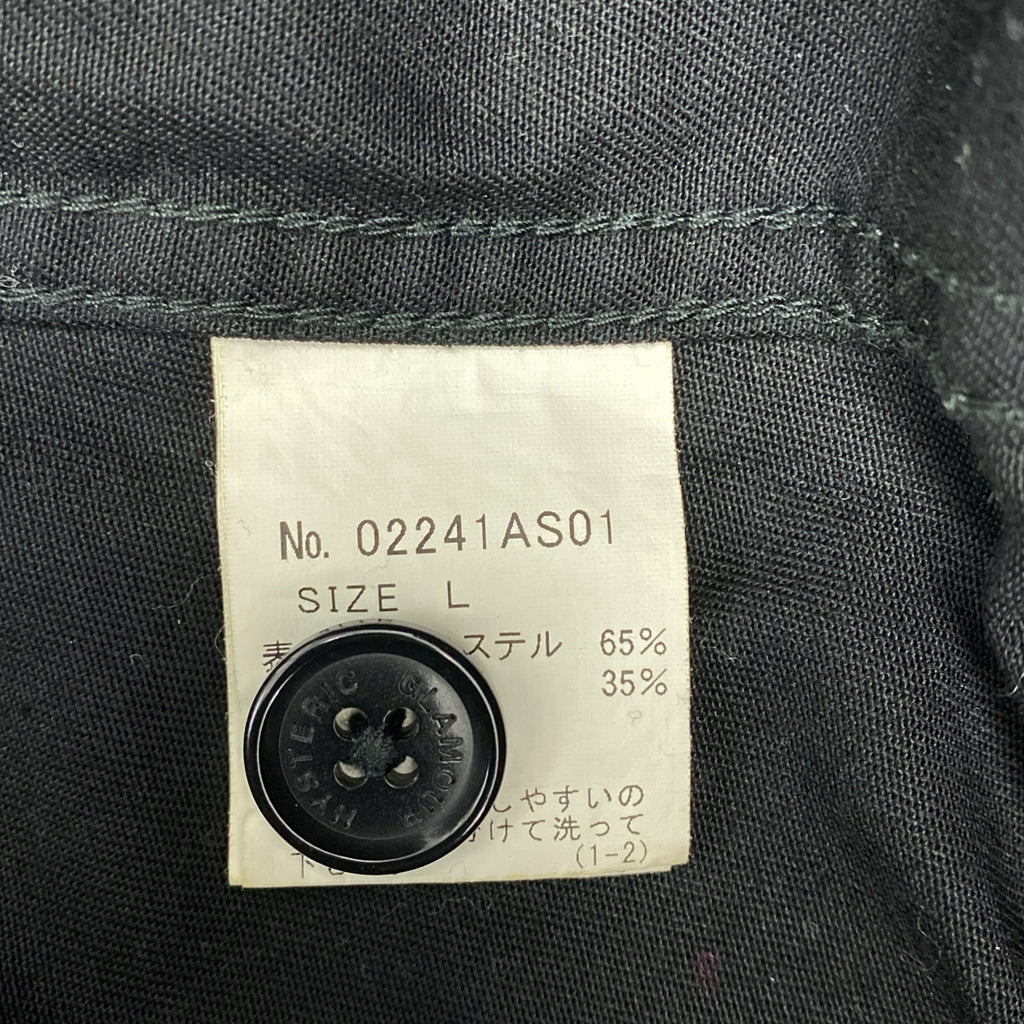 No. 02241AS01
SIZE L
表 ステル 65%
35%
しやすいの
けて洗って
(1-2)
HYSTERIC GLAMOUR